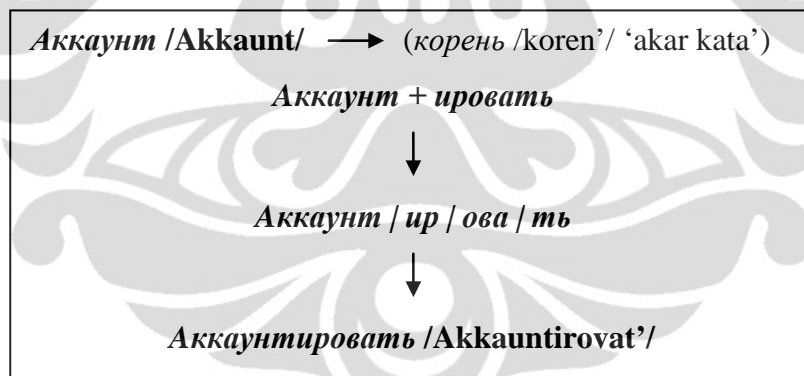 Аккаунт /Akkaunt/ → (корень /koren’/ ‘akar kata’)
Аккаунт + ировать
↓
Аккаунт / ир / ова / ть
↓
Аккаунтировать /Akkauntirovat’/